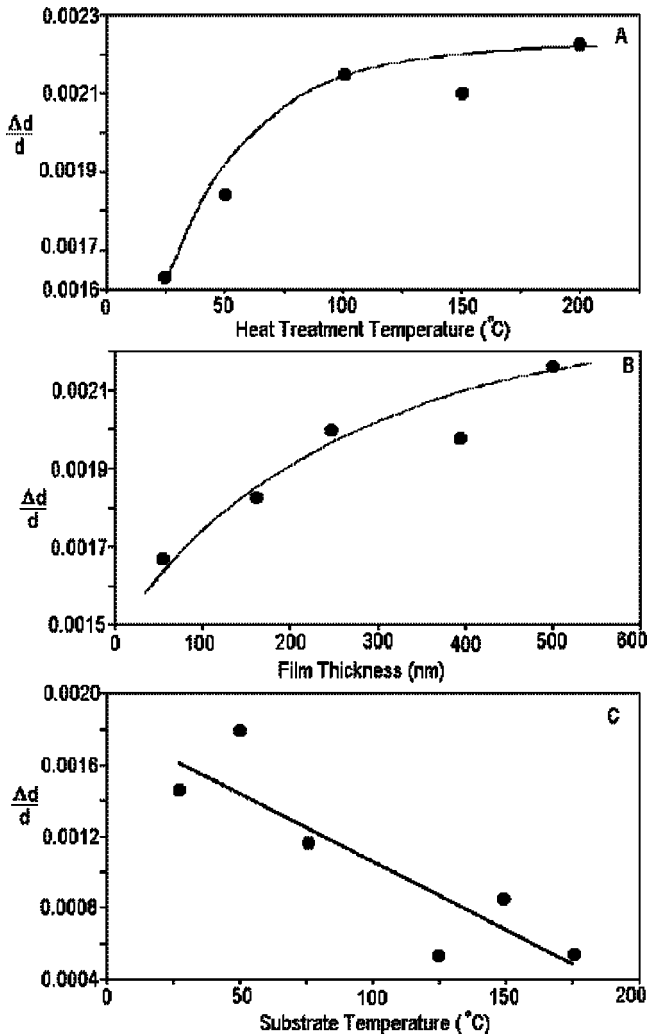 0.0023
A
0.0021
Δd
d
0.0019
0.0017
0.0016
0 50 100 150 200
Heat Treatment Temperature (°C)
B
0.0021
0.0019
Δd
d
0.0017
0.0015
0 100 200 300 400 500 600
Film Thickness (nm)
0.0020
C
0.0016
Δd
d
0.0012
0.0008
0.0004
0 50 100 150 200
Substrate Temperature (°C)